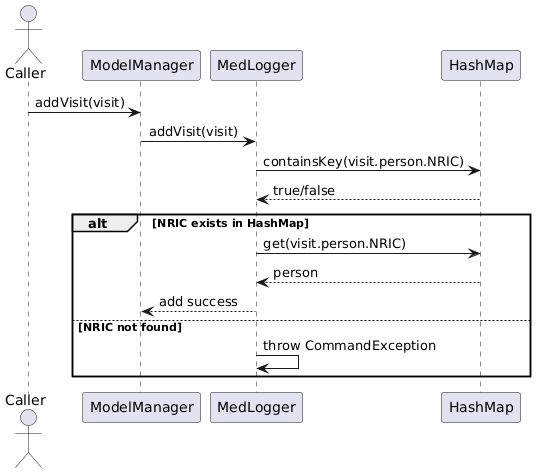 Caller
ModelManager
MedLogger
HashMap
addVisit(visit)
addVisit(visit)
containsKey(visit.person.NRIC)
true/false
alt
[NRIC exists in HashMap]
get(visit.person.NRIC)
person
add success
[NRIC not found]
throw CommandException
Caller
ModelManager
MedLogger
HashMap